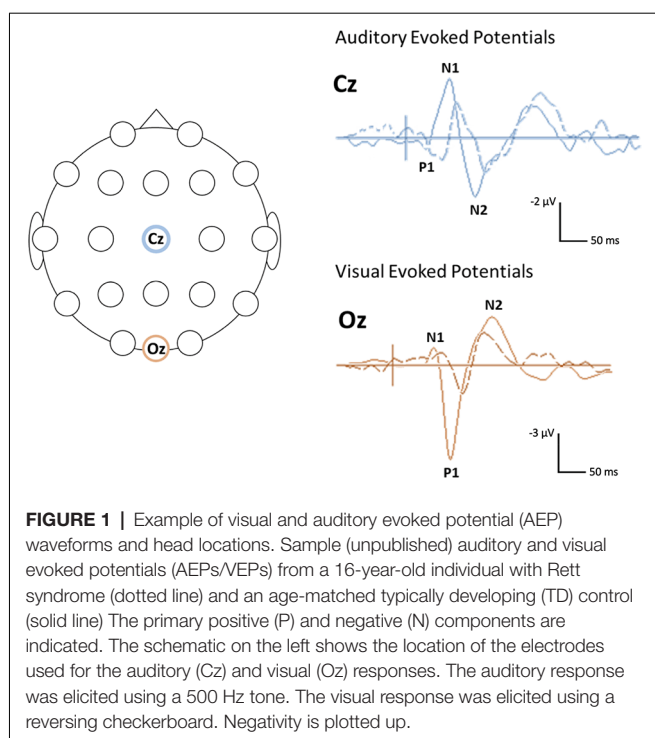 Auditory Evoked Potentials
Cz
N1
P1
N2
-2 µV
50 ms
Cz
Oz
Visual Evoked Potentials
Oz
N1
N2
P1
-3 µV
50 ms
FIGURE 1 | Example of visual and auditory evoked potential (AEP)
waveforms and head locations. Sample (unpublished) auditory and visual
evoked potentials (AEPs/VEPs) from a 16-year-old individual with Rett
syndrome (dotted line) and an age-matched typically developing (TD) control
(solid line) The primary positive (P) and negative (N) components are
indicated. The schematic on the left shows the location of the electrodes
used for the auditory (Cz) and visual (Oz) responses. The auditory response
was elicited using a 500 Hz tone. The visual response was elicited using a
reversing checkerboard. Negativity is plotted up.